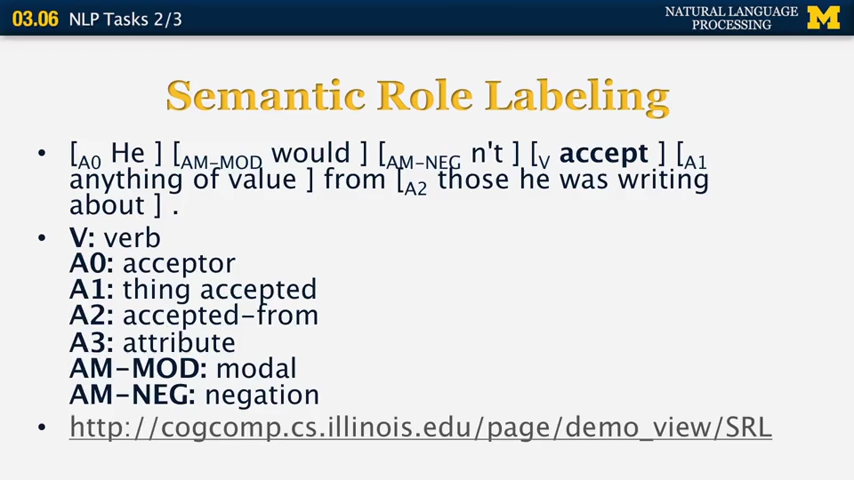 03.06 NLP Tasks 2/3
NATURAL LANGUAGE
PROCESSING
M
Semantic Role Labeling
• [A0 He ] [AM-MOD would ] [AM-NEG n't ] [V accept ] [A1
anything of value ] from [A2 those he was writing
about ] .
• V: verb
A0: acceptor
A1: thing accepted
A2: accepted-from
A3: attribute
AM-MOD: modal
AM-NEG: negation
• http://cogcomp.cs.illinois.edu/page/demo_view/SRL